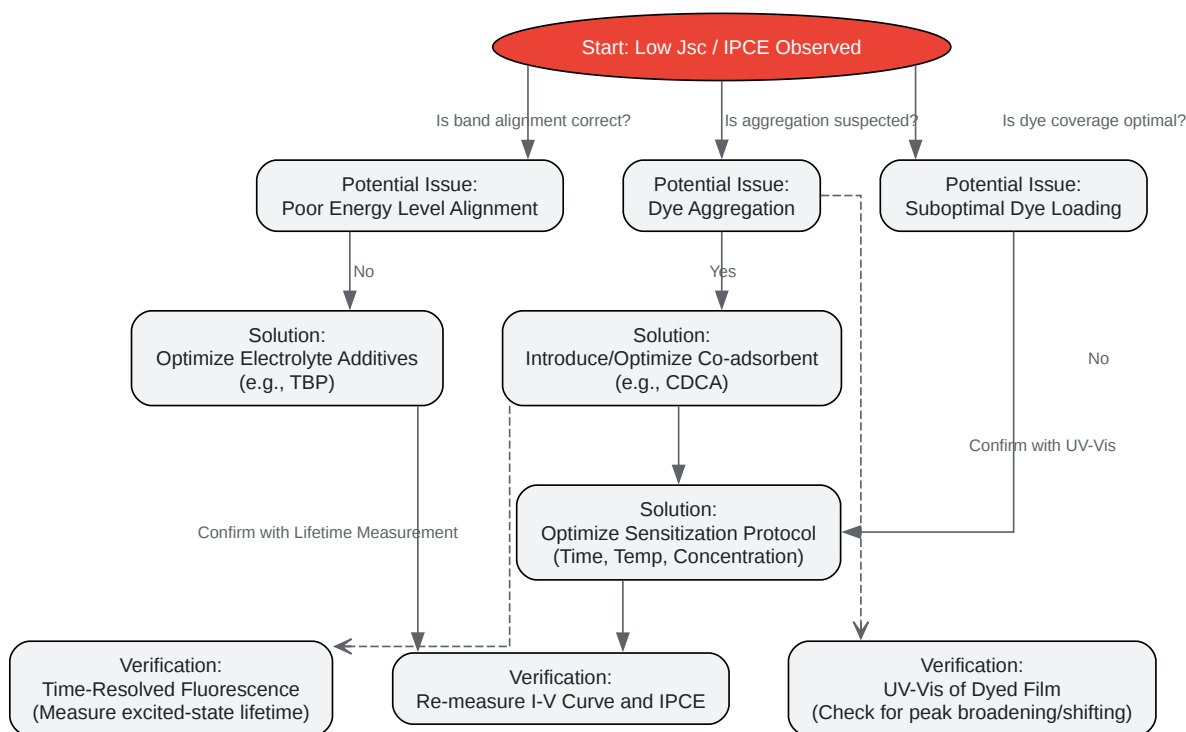 Start: Low Jsc / IPCE Observed
Is band alignment correct?
Is aggregation suspected?
Is dye coverage optimal?
Potential Issue:
Poor Energy Level Alignment
Potential Issue:
Dye Aggregation
Potential Issue:
Suboptimal Dye Loading
No
Yes
Solution:
Optimize Electrolyte Additives
(e.g., TBP)
Solution:
Introduce/Optimize Co-adsorbent
(e.g., CDCA)
No
Confirm with UV-Vis
Solution:
Optimize Sensitization Protocol
(Time, Temp, Concentration)
Confirm with Lifetime Measurement
Verification:
Time-Resolved Fluorescence
(Measure excited-state lifetime)
Verification:
Re-measure I-V Curve and IPCE
Verification:
UV-Vis of Dyed Film
(Check for peak broadening/shifting)